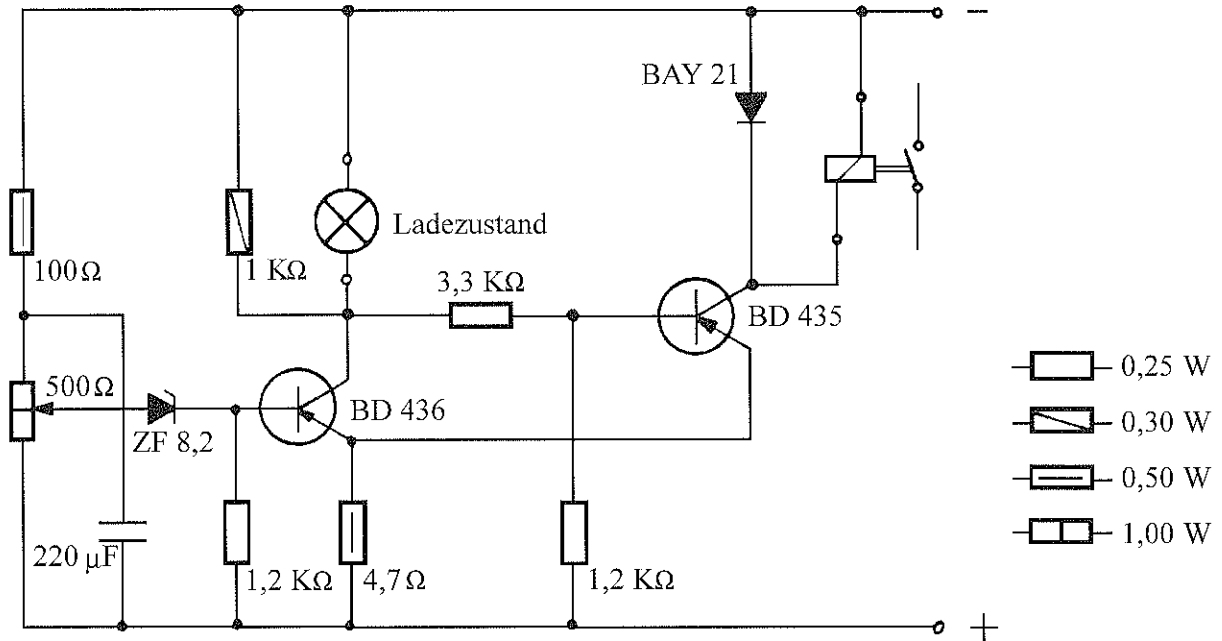 −
BAY 21
Ladezustand
100Ω
1 KΩ
3,3 KΩ
BD 435
500Ω
BD 436
ZF 8,2
220 µF
1,2 KΩ
4,7Ω
1,2 KΩ
+
0,25 W
0,30 W
0,50 W
1,00 W